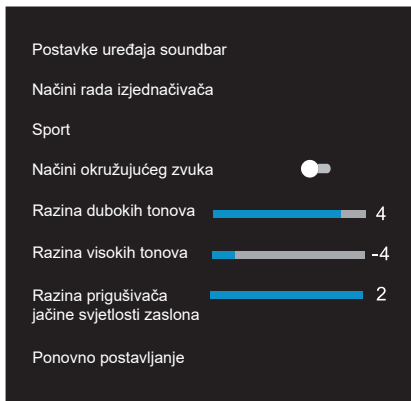 Postavke uređaja soundbar
Načini rada izjednačivača
Sport
Načini okružujućeg zvuka
Razina dubokih tonova 4
Razina visokih tonova -4
Razina prigušivača 2
jačine svjetlosti zaslona
Ponovno postavljanje